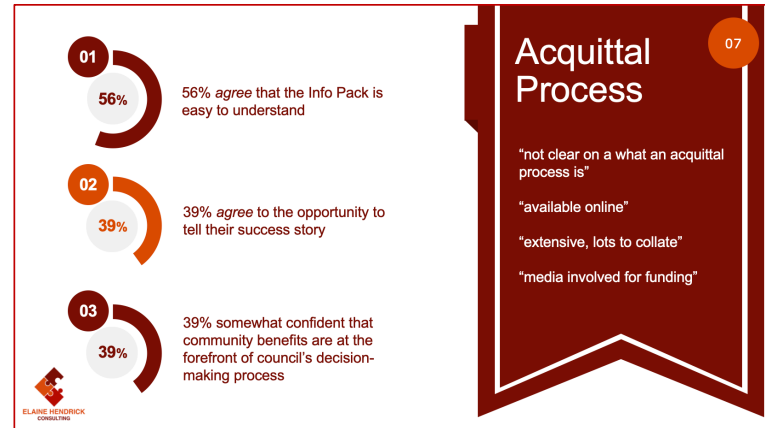 01
56%
56% agree that the Info Pack is
easy to understand
02
39%
39% agree to the opportunity to
tell their success story
03
39%
39% somewhat confident that
community benefits are at the
forefront of council’s decision-
making process
ELAINE HENDRICK
CONSULTING
07
Acquittal
Process
“not clear on a what an acquittal
process is”
“available online”
“extensive, lots to collate”
“media involved for funding”